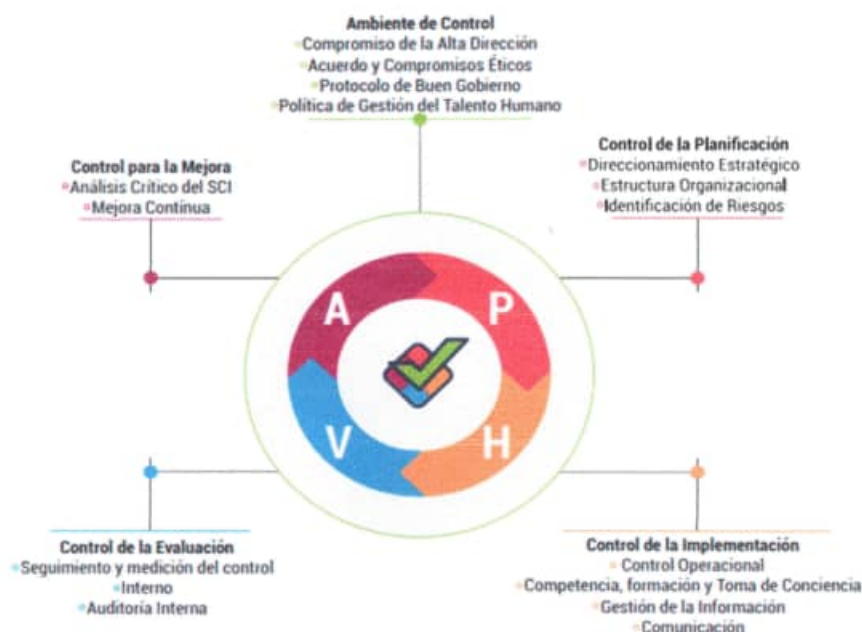 Ambiente de Control
Compromiso de la Alta Dirección
Acuerdo y Compromisos Éticos
Protocolo de Buen Gobierno
Política de Gestión del Talento Humano
Control de la Planificación
Direccionamiento Estratégico
Estructura Organizacional
Identificación de Riesgos
Control para la Mejora
Análisis Crítico del SCI
Mejora Continua
A
P
V
H
Control de la Evaluación
Seguimiento y medición del control
Interno
Auditoría Interna
Control de la Implementación
Control Operacional
Competencia, formación y Toma de Conciencia
Gestión de la Información
Comunicación